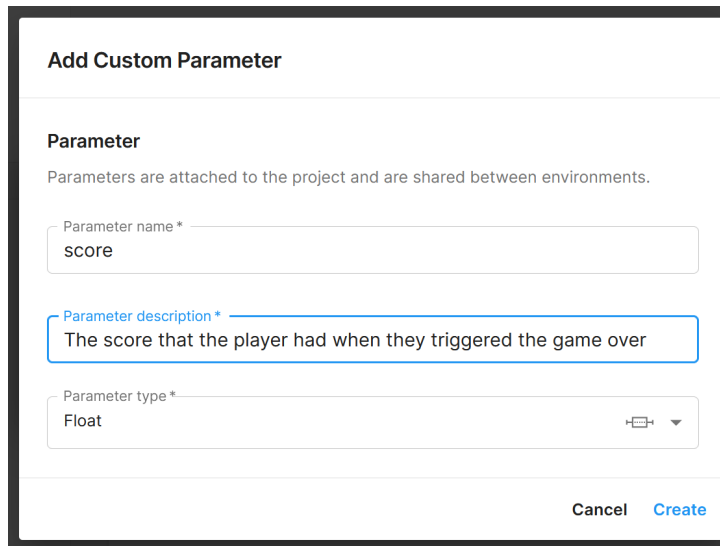 Add Custom Parameter
Parameter
Parameters are attached to the project and are shared between environments.
Parameter name *
score
Parameter description *
The score that the player had when they triggered the game over
Parameter type *
Float
Cancel Create